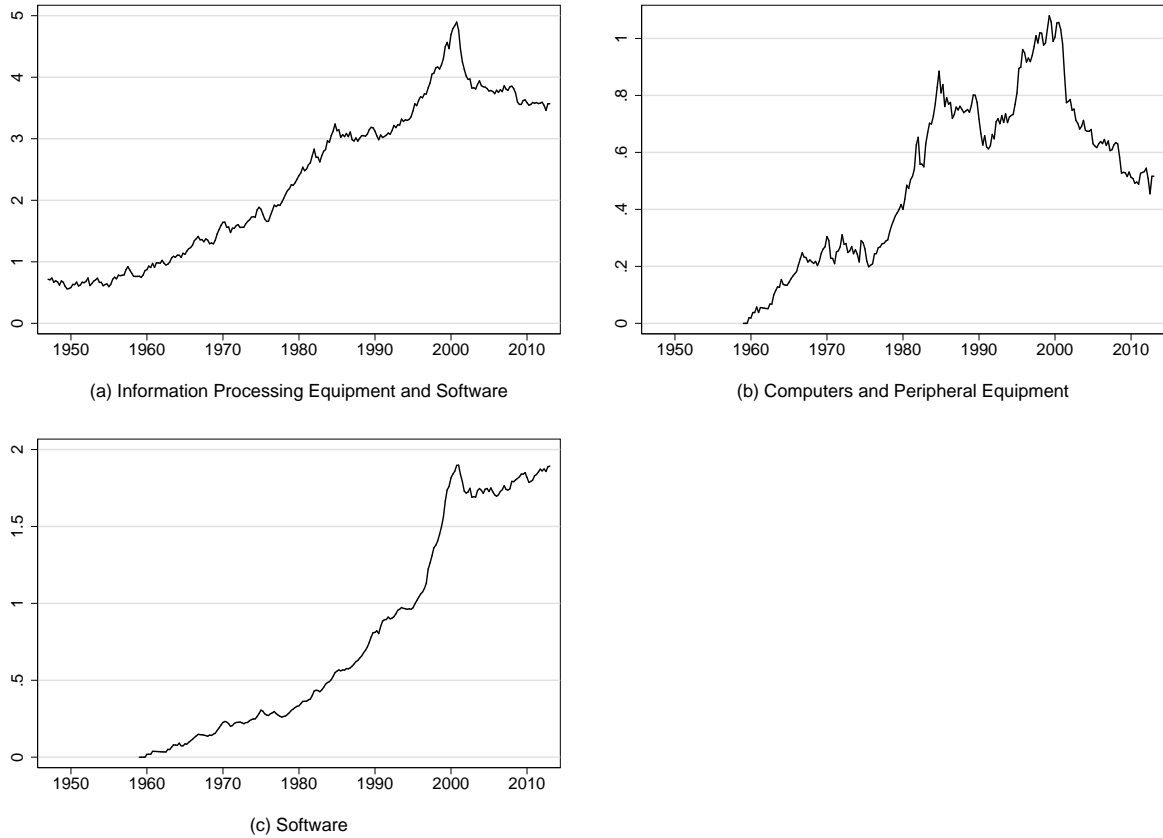 5
4
3
2
1
0
1950 1960 1970 1980 1990 2000 2010
(a) Information Processing Equipment and Software
1
.8
.6
.4
.2
0
1950 1960 1970 1980 1990 2000 2010
(b) Computers and Peripheral Equipment
2
1.5
1
.5
0
1950 1960 1970 1980 1990 2000 2010
(c) Software